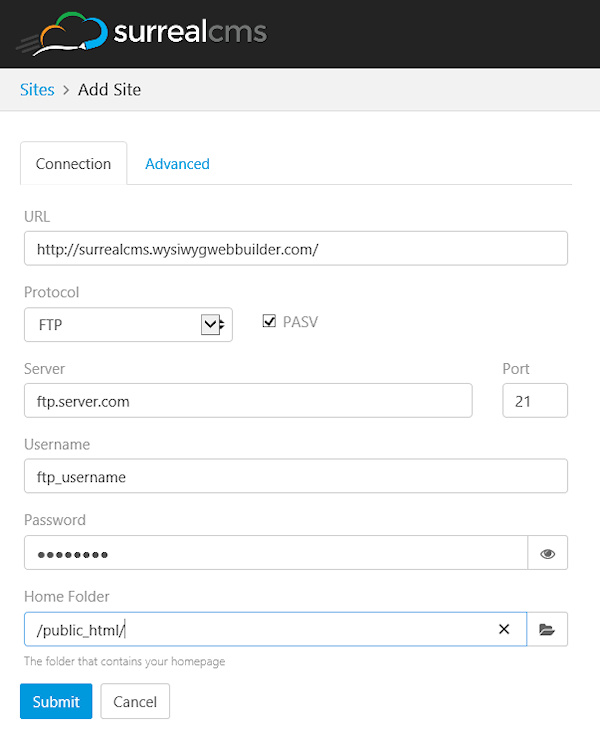 surrealcms
Sites > Add Site
Connection Advanced
URL
http://surrealcms.wysiwygwebbuilder.com/
Protocol
FTP PASV
Server Port
ftp.server.com 21
Username
ftp_username
Password
●●●●●●●●
Home Folder
/public_html/
The folder that contains your homepage
Submit Cancel